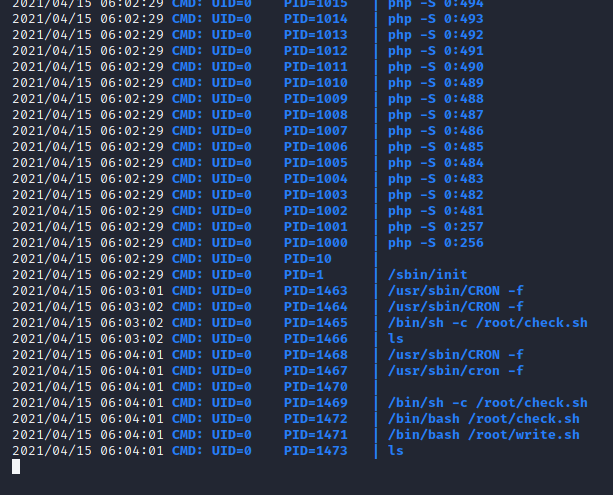 2021/04/15 06:02:29 CMD: UID=0    PID=1015   | php -S 0:494
2021/04/15 06:02:29 CMD: UID=0    PID=1014   | php -S 0:493
2021/04/15 06:02:29 CMD: UID=0    PID=1013   | php -S 0:492
2021/04/15 06:02:29 CMD: UID=0    PID=1012   | php -S 0:491
2021/04/15 06:02:29 CMD: UID=0    PID=1011   | php -S 0:490
2021/04/15 06:02:29 CMD: UID=0    PID=1010   | php -S 0:489
2021/04/15 06:02:29 CMD: UID=0    PID=1009   | php -S 0:488
2021/04/15 06:02:29 CMD: UID=0    PID=1008   | php -S 0:487
2021/04/15 06:02:29 CMD: UID=0    PID=1007   | php -S 0:486
2021/04/15 06:02:29 CMD: UID=0    PID=1006   | php -S 0:485
2021/04/15 06:02:29 CMD: UID=0    PID=1005   | php -S 0:484
2021/04/15 06:02:29 CMD: UID=0    PID=1004   | php -S 0:483
2021/04/15 06:02:29 CMD: UID=0    PID=1003   | php -S 0:482
2021/04/15 06:02:29 CMD: UID=0    PID=1002   | php -S 0:481
2021/04/15 06:02:29 CMD: UID=0    PID=1001   | php -S 0:257
2021/04/15 06:02:29 CMD: UID=0    PID=1000   | php -S 0:256
2021/04/15 06:02:29 CMD: UID=0    PID=10     |
2021/04/15 06:02:29 CMD: UID=0    PID=1      | /sbin/init
2021/04/15 06:03:01 CMD: UID=0    PID=1463   | /usr/sbin/CRON -f
2021/04/15 06:03:02 CMD: UID=0    PID=1464   | /usr/sbin/CRON -f
2021/04/15 06:03:02 CMD: UID=0    PID=1465   | /bin/sh -c /root/check.sh
2021/04/15 06:03:02 CMD: UID=0    PID=1466   | ls
2021/04/15 06:04:01 CMD: UID=0    PID=1468   | /usr/sbin/CRON -f
2021/04/15 06:04:01 CMD: UID=0    PID=1467   | /usr/sbin/cron -f
2021/04/15 06:04:01 CMD: UID=0    PID=1470   |
2021/04/15 06:04:01 CMD: UID=0    PID=1469   | /bin/sh -c /root/check.sh
2021/04/15 06:04:01 CMD: UID=0    PID=1472   | /bin/bash /root/check.sh
2021/04/15 06:04:01 CMD: UID=0    PID=1471   | /bin/bash /root/write.sh
2021/04/15 06:04:01 CMD: UID=0    PID=1473   | ls